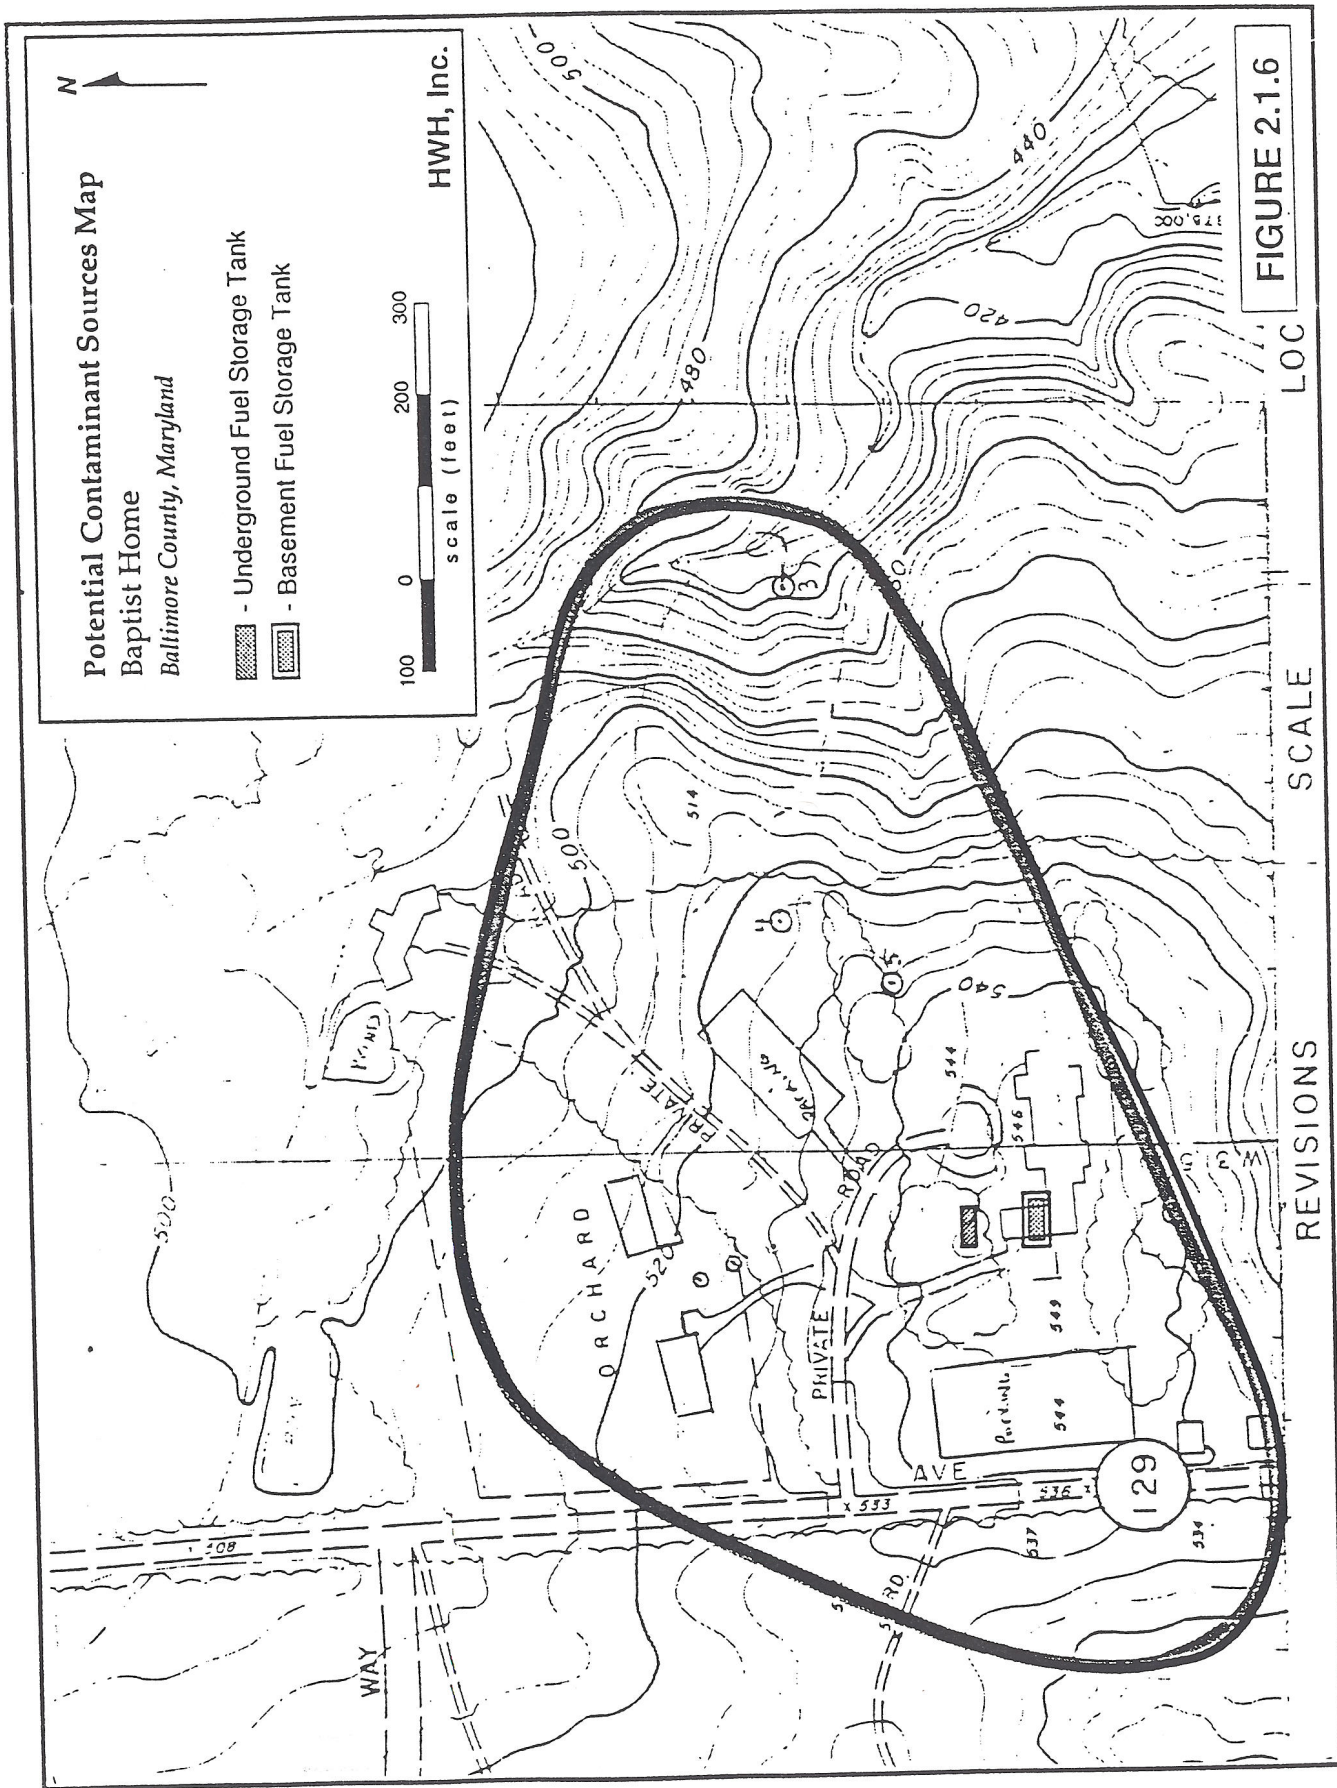 Potential Contaminant Sources Map
N
Baptist Home
Baltimore County, Maryland
- Underground Fuel Storage Tank
- Basement Fuel Storage Tank
100 0 200 300
scale (feet)
HWH, Inc.
FIGURE 2.1.6
500
440
420
480
3
500
514
540
5
544
546
PRIVATE
PRIVATE
ROAD
ORCHARD
520
PRIVATE
549
Parking
544
AVE
533
536
129
537
534
RD
WAY
500
REVISIONS
SCALE
LOC